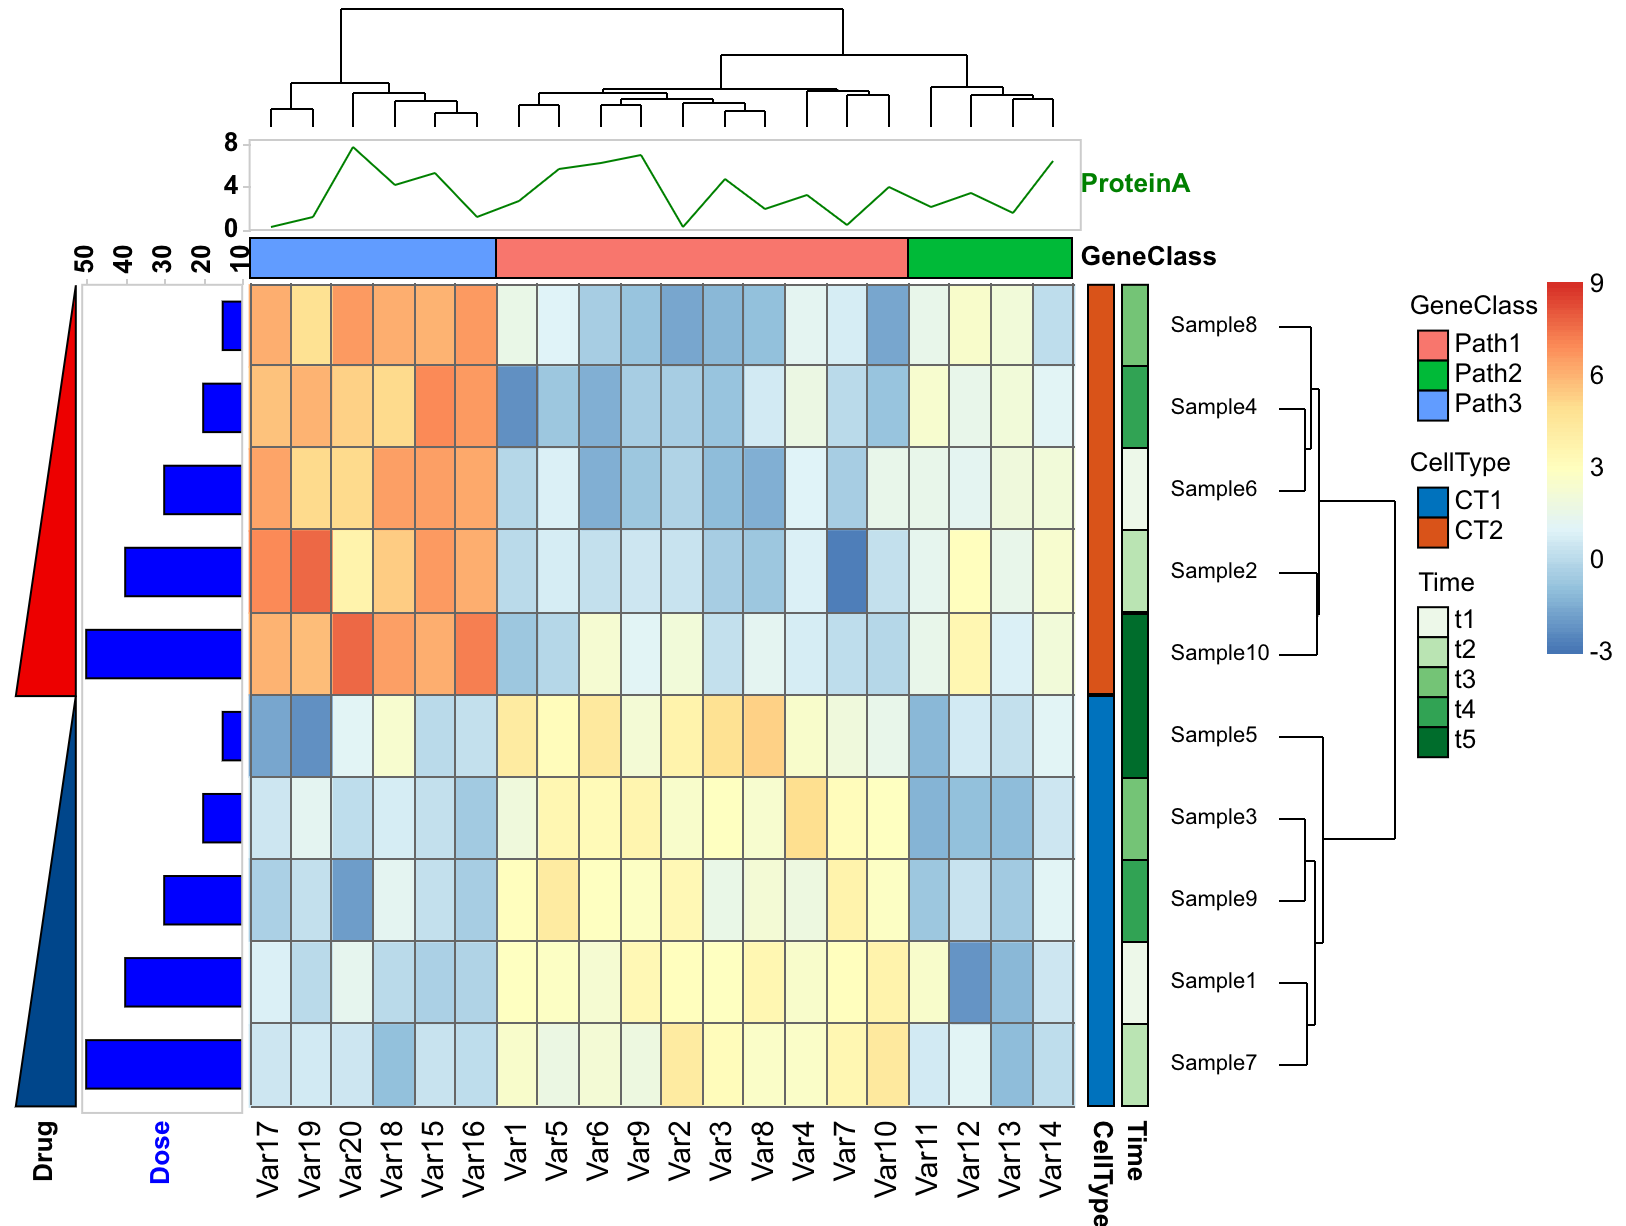 8
4
0
ProteinA
50
40
30
20
10
GeneClass
Sample8
Sample4
Sample6
Sample2
Sample10
Sample5
Sample3
Sample9
Sample1
Sample7
GeneClass
Path1
Path2
Path3
CellType
CT1
CT2
Time
t1
t2
t3
t4
t5
9
6
3
0
-3
Drug
Dose
Var17
Var19
Var20
Var18
Var15
Var16
Var1
Var5
Var6
Var9
Var2
Var3
Var8
Var4
Var7
Var10
Var11
Var12
Var13
Var14
CellType
Time